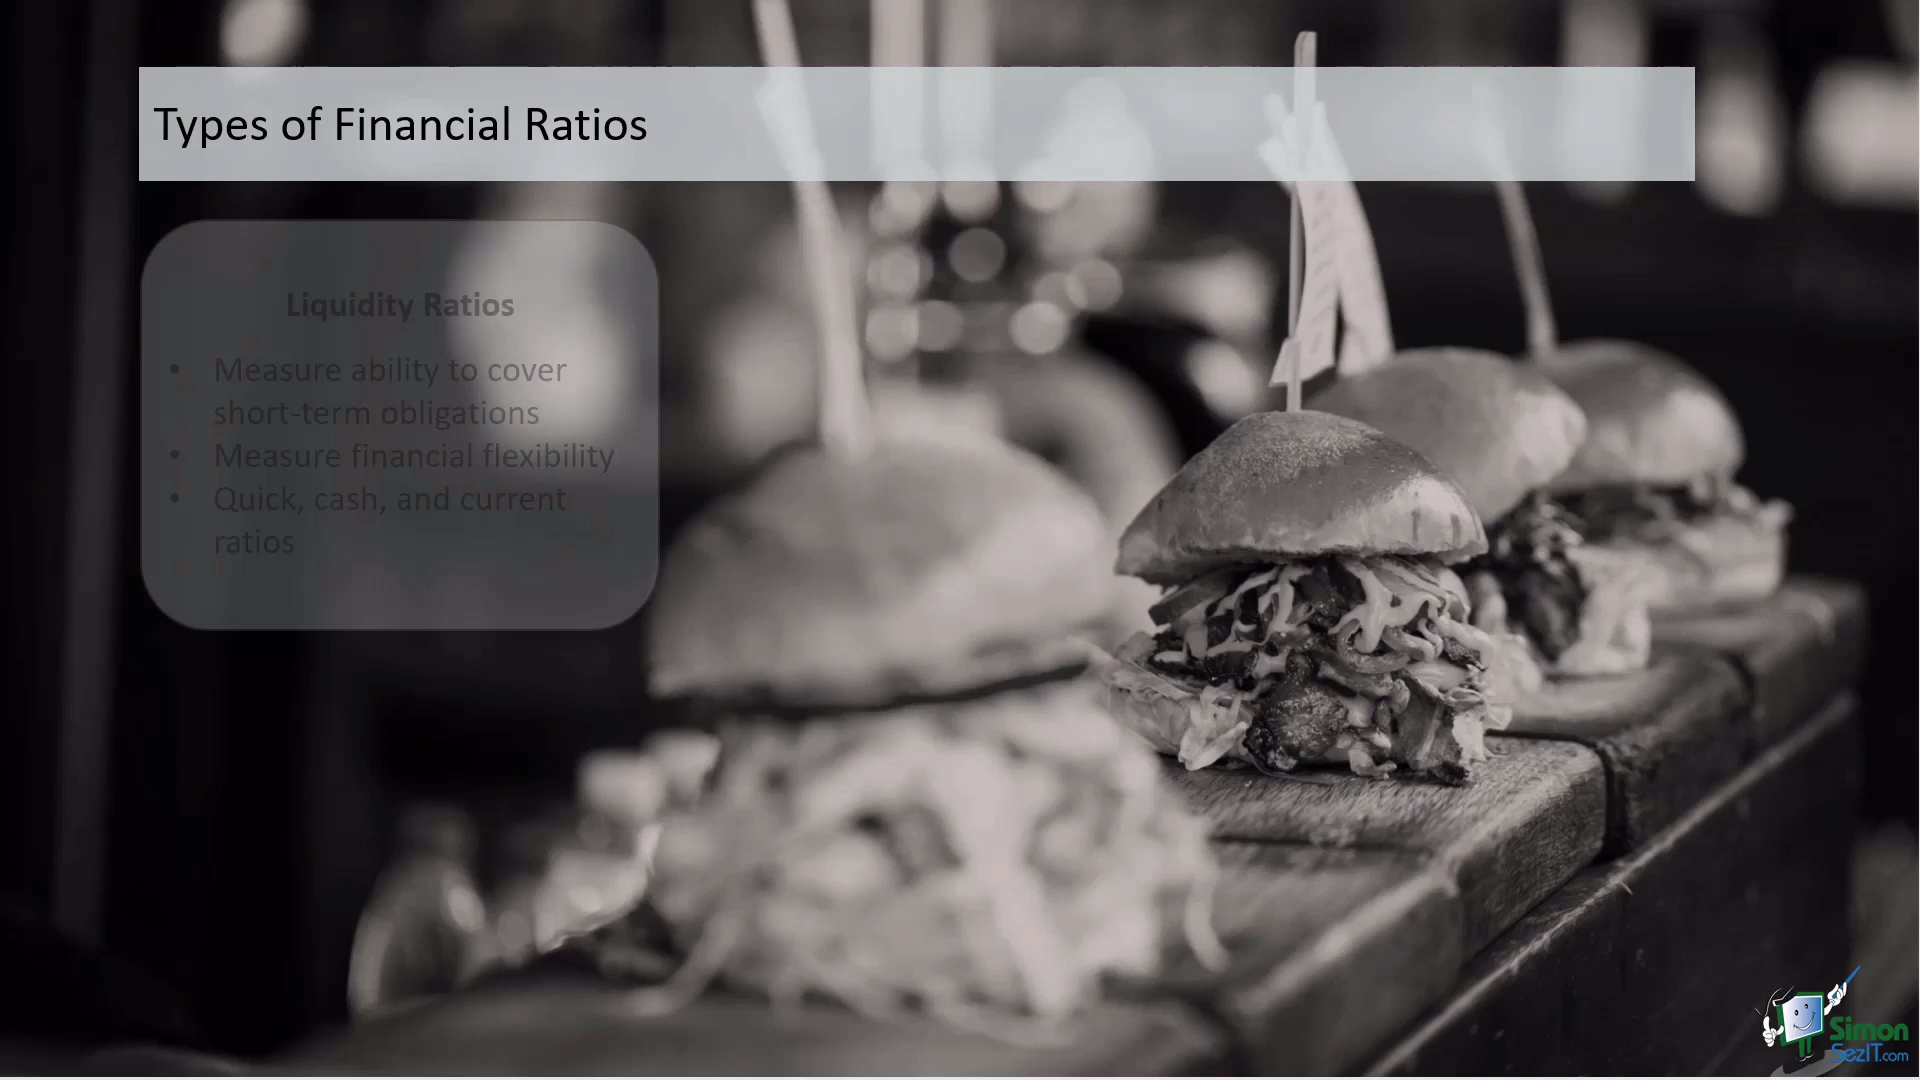 Types of Financial Ratios
Liquidity Ratios
• Measure ability to cover
short-term obligations
• Measure financial flexibility
• Quick, cash, and current
ratios
Simon
SezIT.com